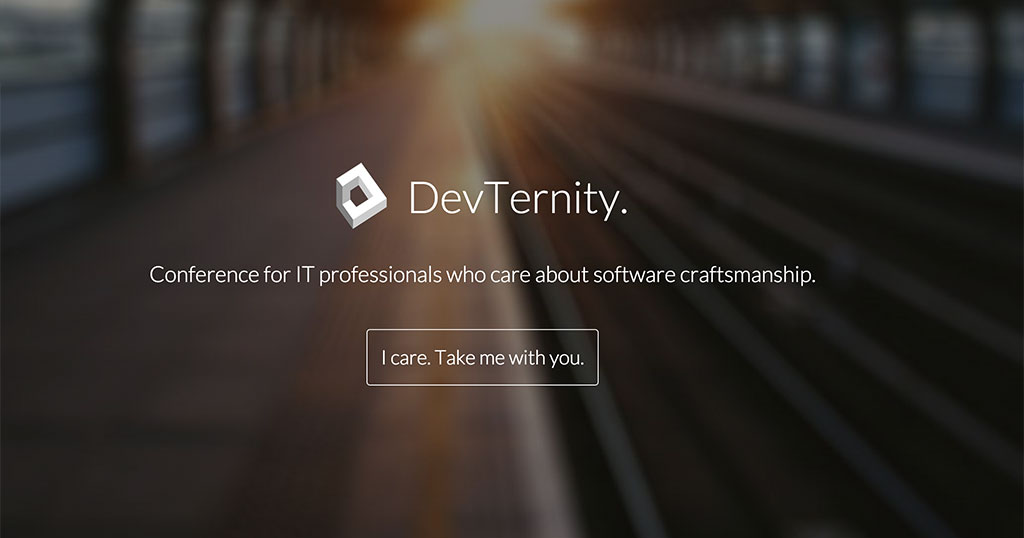 DevTernity.
Conference for IT professionals who care about software craftsmanship.
I care. Take me with you.